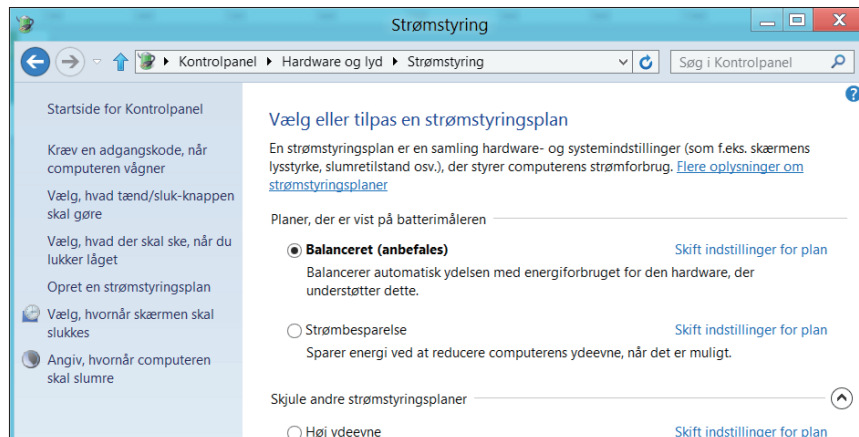 Strømstyring
Kontrolpanel Hardware og lyd Strømstyring
Søg i Kontrolpanel
Startside for Kontrolpanel
Kræv en adgangskode, når
computeren vågner
Vælg, hvad tænd/sluk-knappen
skal gøre
Vælg, hvad der skal ske, når du
lukker låget
Opret en strømstyringsplan
Vælg, hvornår skærmen skal
slukkes
Angiv, hvornår computeren
skal slumre
Vælg eller tilpas en strømstyringsplan
En strømstyringsplan er en samling hardware- og systemindstillinger (som f.eks. skærmens
lysstyrke, slumretilstand osv.), der styrer computerens strømforbrug. Flere oplysninger om
strømstyringsplaner
Planer, der er vist på batterimåleren
Balanceret (anbefales) Skift indstillinger for plan
Balancerer automatisk ydelsen med energiforbruget for den hardware, der
understøtter dette.
Strømbesparelse Skift indstillinger for plan
Sparer energi ved at reducere computerens ydeevne, når det er muligt.
Skjule andre strømstyringsplaner
Høj ydeevne Skift indstillinger for plan